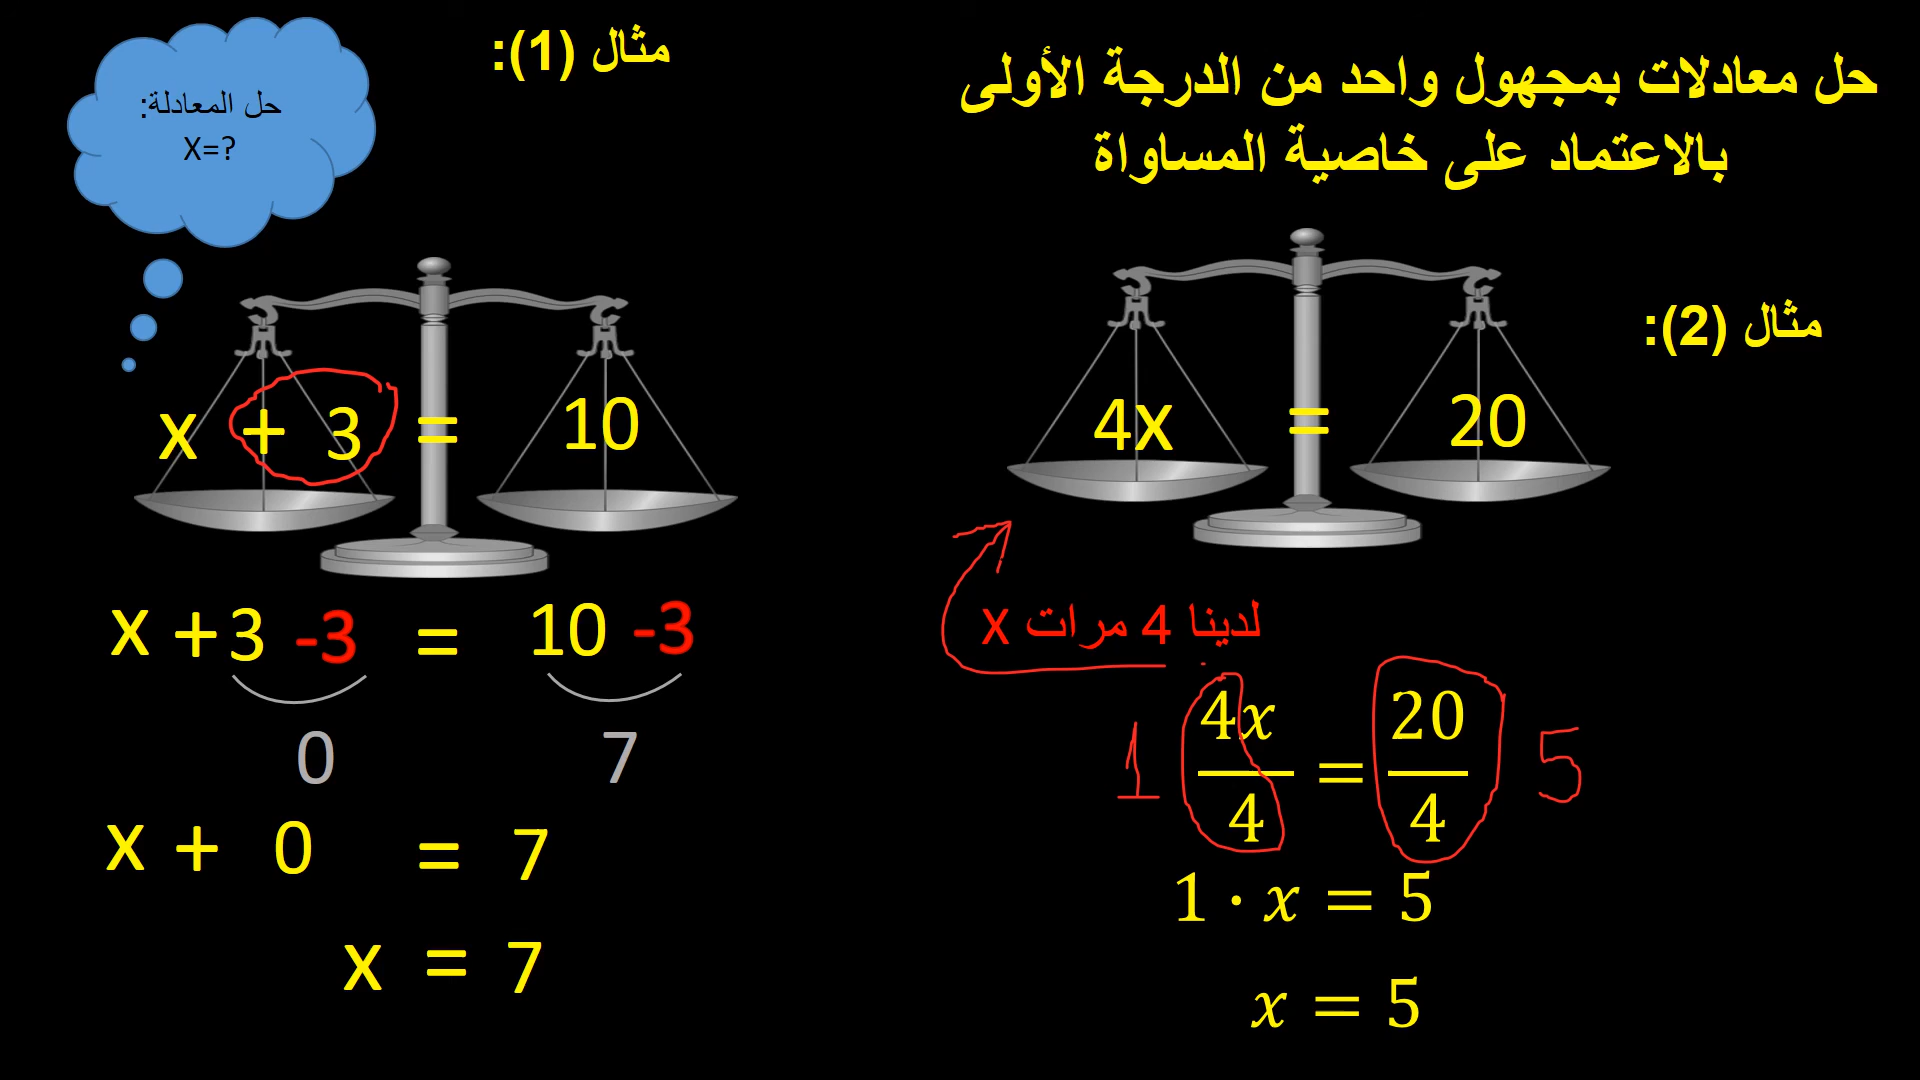 حل معادلات بمجهول واحد من الدرجة الأولى
بالاعتماد على خاصية المساواة
مثال (1):
حل المعادلة:
X=?
x + 3 = 10
x + 3 -3 = 10 -3
0 7
x + 0 = 7
x = 7
مثال (2):
4x = 20
لدينا 4 مرات x
1 4x/4 = 20/4 5
1 · x = 5
x = 5